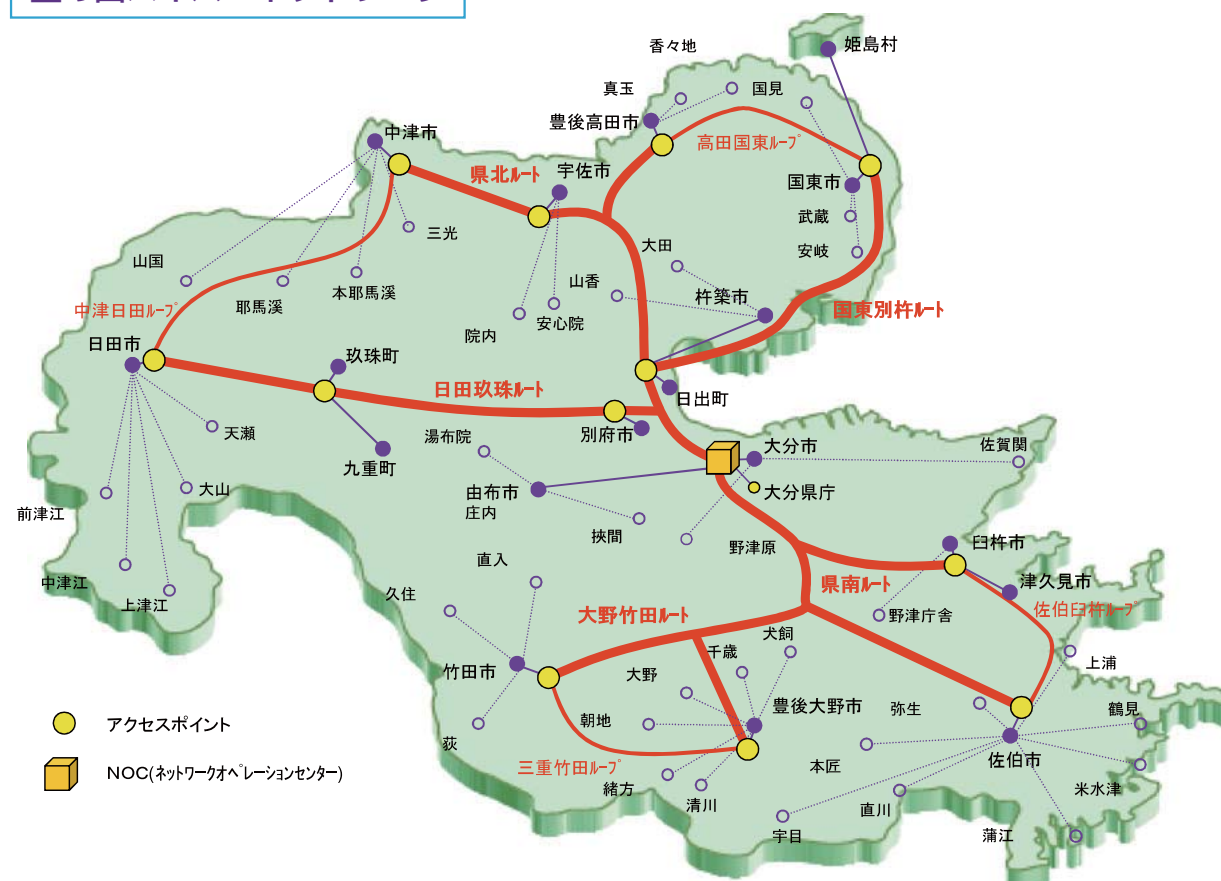 香々地
姫島村
真玉
国見
豊後高田市
中津市
高田国東ﾙｰﾌﾟ
県北ﾙｰﾄ
宇佐市
国東市
武蔵
三光
大田
安岐
山国
山香
耶馬溪
本耶馬溪
杵築市
中津日田ﾙｰﾌﾟ
院内
安心院
国東別杵ﾙｰﾄ
日田市
玖珠町
日田玖珠ﾙｰﾄ
日出町
天瀬
湯布院
別府市
大分市
佐賀関
九重町
大山
由布市
庄内
大分県庁
前津江
挾間
野津原
臼杵市
直入
中津江
上津江
久住
県南ﾙｰﾄ
津久見市
大野竹田ﾙｰﾄ
野津庁舎
佐伯臼杵ﾙｰﾌﾟ
犬飼
千歳
竹田市
大野
上浦
豊後大野市
弥生
鶴見
アクセスポイント
朝地
荻
三重竹田ﾙｰﾌﾟ
本匠
佐伯市
NOC(ﾈｯﾄﾜｰｸｵﾍﾟﾚｰｼｮﾝｾﾝﾀｰ)
緒方
清川
直川
米水津
宇目
蒲江